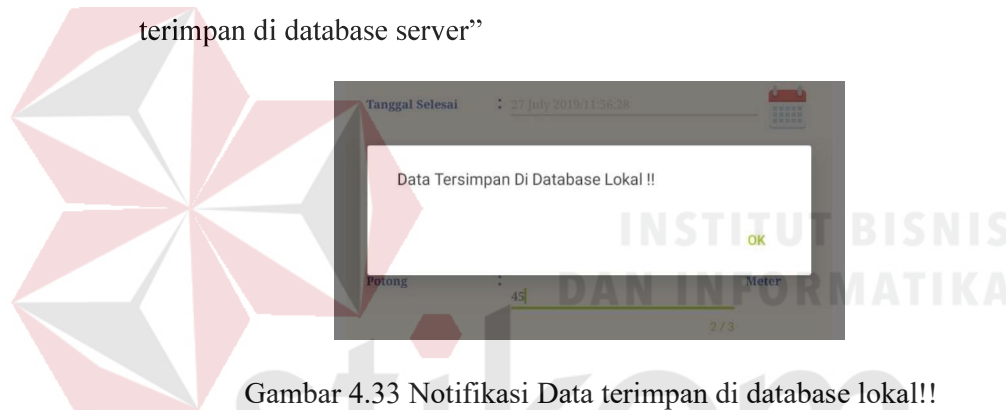 terimpan di database server”
Tanggal Selesai : 27 July 2019/11:56:28
Data Tersimpan Di Database Lokal !!
INSTITUT BISNIS
OK
DAN INFORMATIKA
Potong : 45 Meter
2 / 3
stikom
Gambar 4.33 Notifikasi Data terimpan di database lokal!!